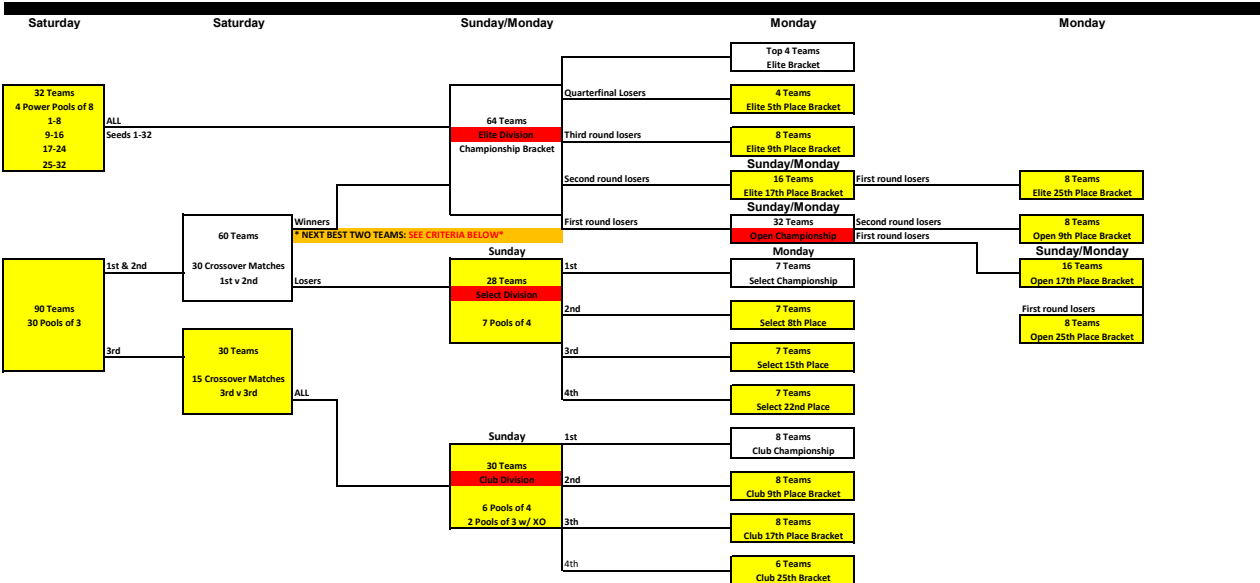 Saturday
Saturday
Sunday/Monday
Monday
Monday
32 Teams
4 Power Pools of 8
1-8
9-16
17-24
25-32
ALL
Seeds 1-32
90 Teams
30 Pools of 3
1st & 2nd
3rd
60 Teams
30 Crossover Matches
1st v 2nd
30 Teams
15 Crossover Matches
3rd v 3rd
Winners
* NEXT BEST TWO TEAMS: SEE CRITERIA BELOW*
Losers
ALL
64 Teams
Elite Division
Championship Bracket
Sunday
28 Teams
Select Division
7 Pools of 4
Sunday
30 Teams
Club Division
6 Pools of 4
2 Pools of 3 w/ XO
Quarterfinal Losers
Third round losers
Second round losers
First round losers
1st
2nd
3rd
4th
1st
2nd
3th
4th
Top 4 Teams
Elite Bracket
4 Teams
Elite 5th Place Bracket
8 Teams
Elite 9th Place Bracket
Sunday/Monday
16 Teams
Elite 17th Place Bracket
Sunday/Monday
32 Teams
Open Championship
Monday
7 Teams
Select Championship
7 Teams
Select 8th Place
7 Teams
Select 15th Place
7 Teams
Select 22nd Place
8 Teams
Club Championship
8 Teams
Club 9th Place Bracket
8 Teams
Club 17th Place Bracket
6 Teams
Club 25th Bracket
First round losers
Second round losers
First round losers
8 Teams
Elite 25th Place Bracket
8 Teams
Open 9th Place Bracket
Sunday/Monday
16 Teams
Open 17th Place Bracket
First round losers
8 Teams
Open 25th Place Bracket